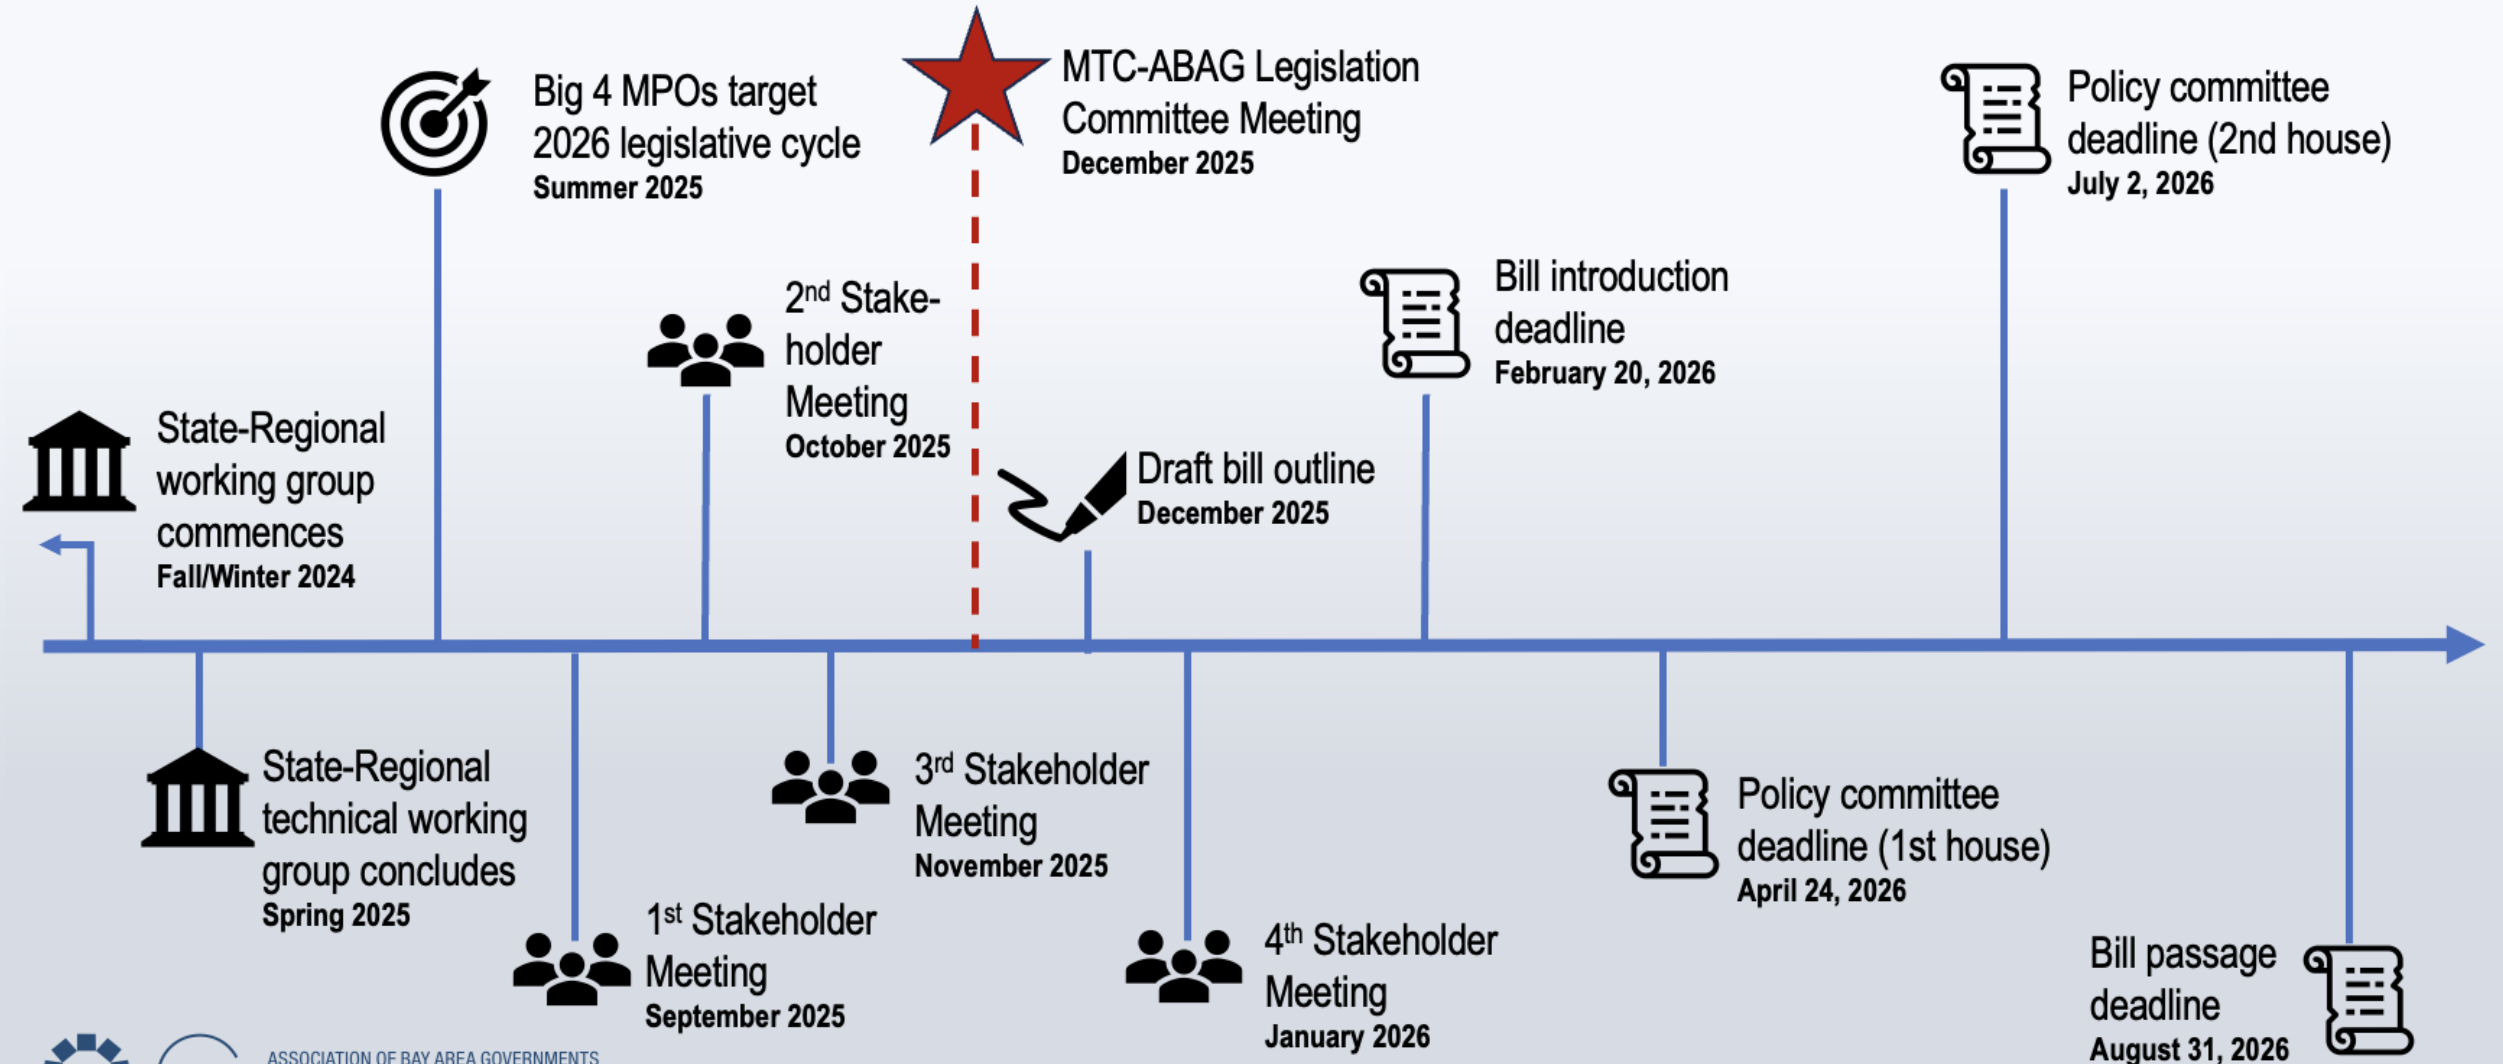 Big 4 MPOs target
2026 legislative cycle
Summer 2025
MTC-ABAG Legislation
Committee Meeting
December 2025
Policy committee
deadline (2nd house)
July 2, 2026
2nd Stake-
holder
Meeting
October 2025
Bill introduction
deadline
February 20, 2026
State-Regional
working group
commences
Fall/Winter 2024
Draft bill outline
December 2025
State-Regional
technical working
group concludes
Spring 2025
3rd Stakeholder
Meeting
November 2025
Policy committee
deadline (1st house)
April 24, 2026
1st Stakeholder
Meeting
September 2025
4th Stakeholder
Meeting
January 2026
Bill passage
deadline
August 31, 2026
ASSOCIATION OF BAY AREA GOVERNMENTS